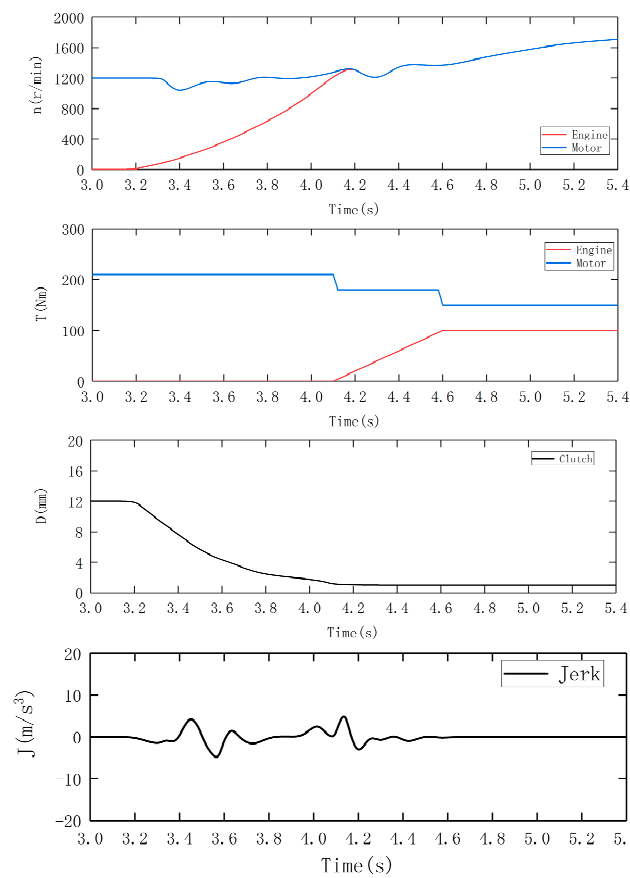 2000
1600
1200
800
400
0
n(r/min)
Engine
Motor
3.0 3.2 3.4 3.6 3.8 4.0 4.2 4.4 4.6 4.8 5.0 5.2 5.4
Time(s)
300
200
100
0
T(Nm)
Engine
Motor
3.0 3.2 3.4 3.6 3.8 4.0 4.2 4.4 4.6 4.8 5.0 5.2 5.4
Time(s)
20
16
12
8
4
0
D(mm)
Clutch
3.0 3.2 3.4 3.6 3.8 4.0 4.2 4.4 4.6 4.8 5.0 5.2 5.4
Time(s)
20
10
0
-10
-20
J(m/s³)
Jerk
3.0 3.2 3.4 3.6 3.8 4.0 4.2 4.4 4.6 4.8 5.0 5.2 5.
Time(s)